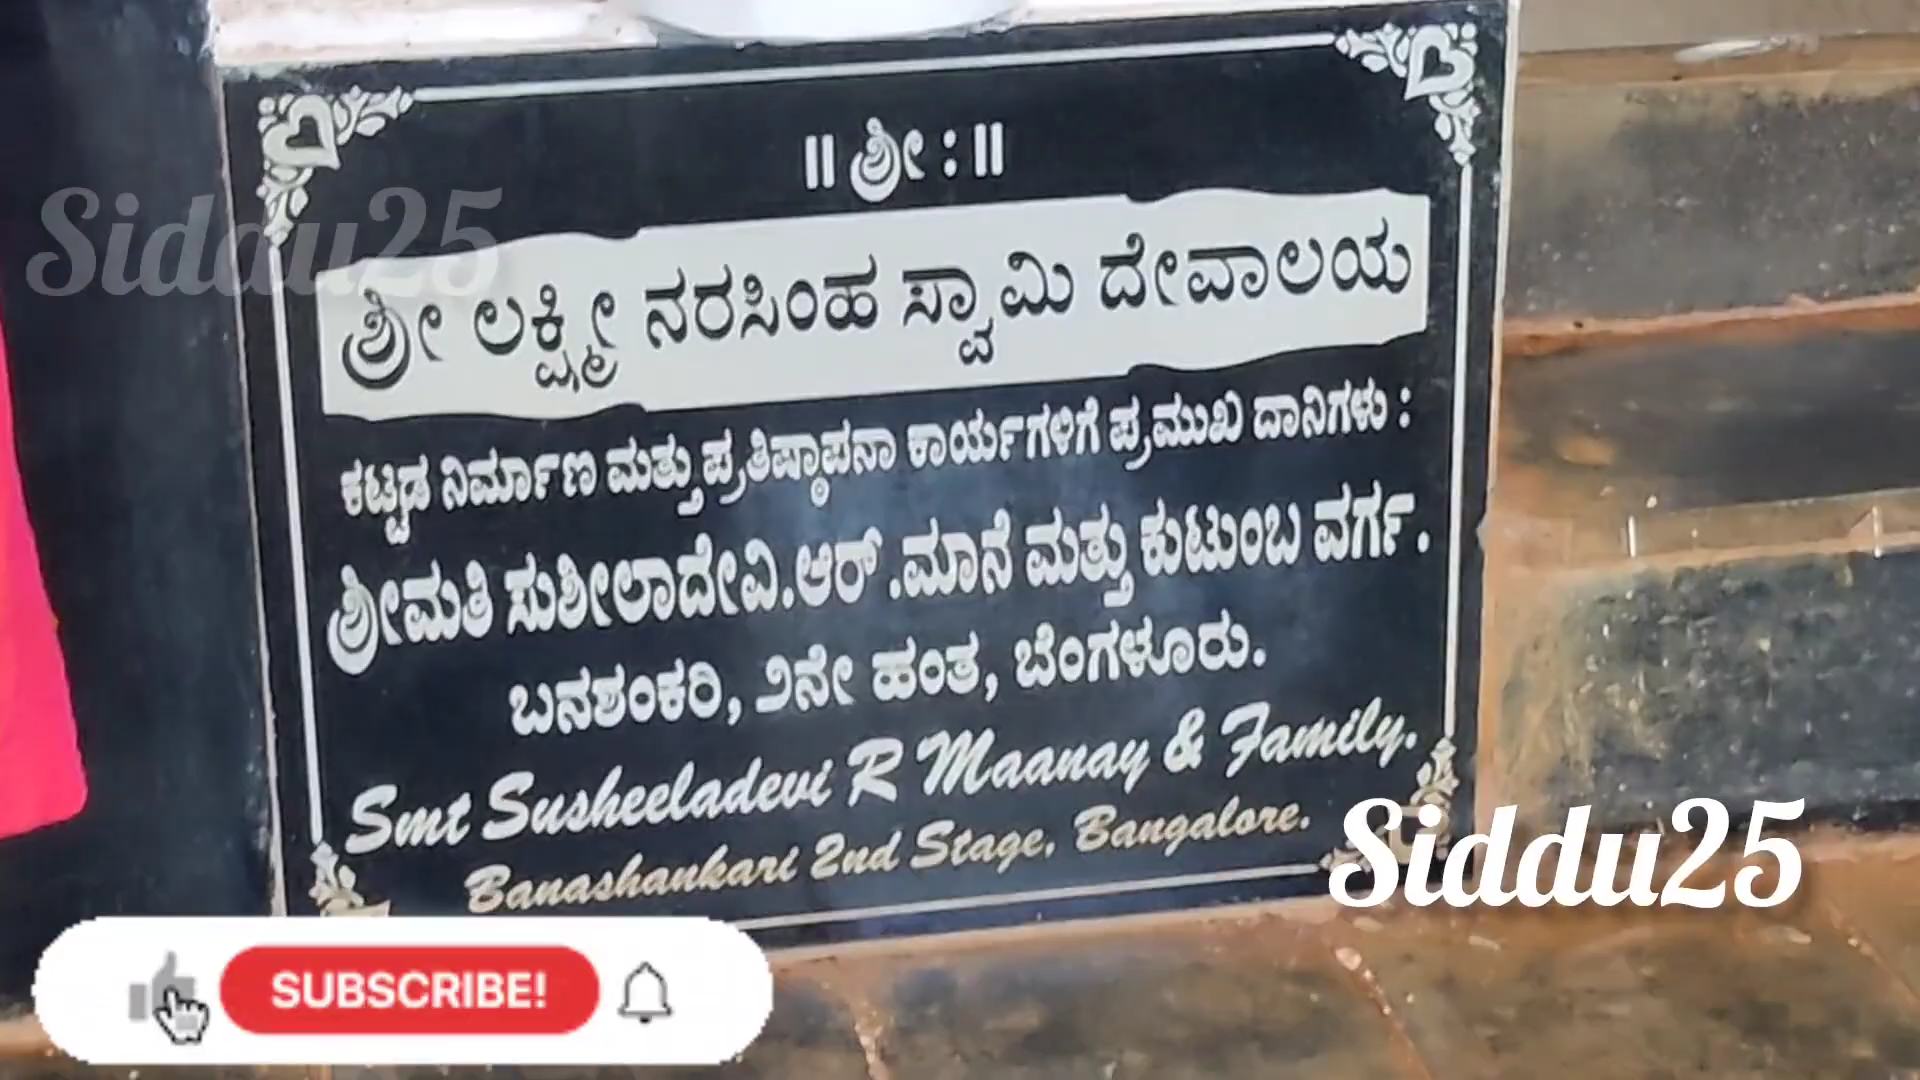 ॥ ಶ್ರೀ : ॥
Siddu25
ಶ್ರೀ ಲಕ್ಷ್ಮೀ ನರಸಿಂಹ ಸ್ವಾಮಿ ದೇವಾಲಯ
ಕಟ್ಟಡ ನಿರ್ಮಾಣ ಮತ್ತು ಪ್ರತಿಷ್ಠಾಪನಾ ಕಾರ್ಯಗಳಿಗೆ ಪ್ರಮುಖ ದಾನಿಗಳು :
ಶ್ರೀಮತಿ ಸುಶೀಲಾದೇವಿ.ಆರ್.ಮಾನೆ ಮತ್ತು ಕುಟುಂಬ ವರ್ಗ.
ಬನಶಂಕರಿ, ೨ನೇ ಹಂತ, ಬೆಂಗಳೂರು.
Smt Susheeladevi R Maanay & Family.
Banashankari 2nd Stage, Bangalore.
Siddu25
SUBSCRIBE!